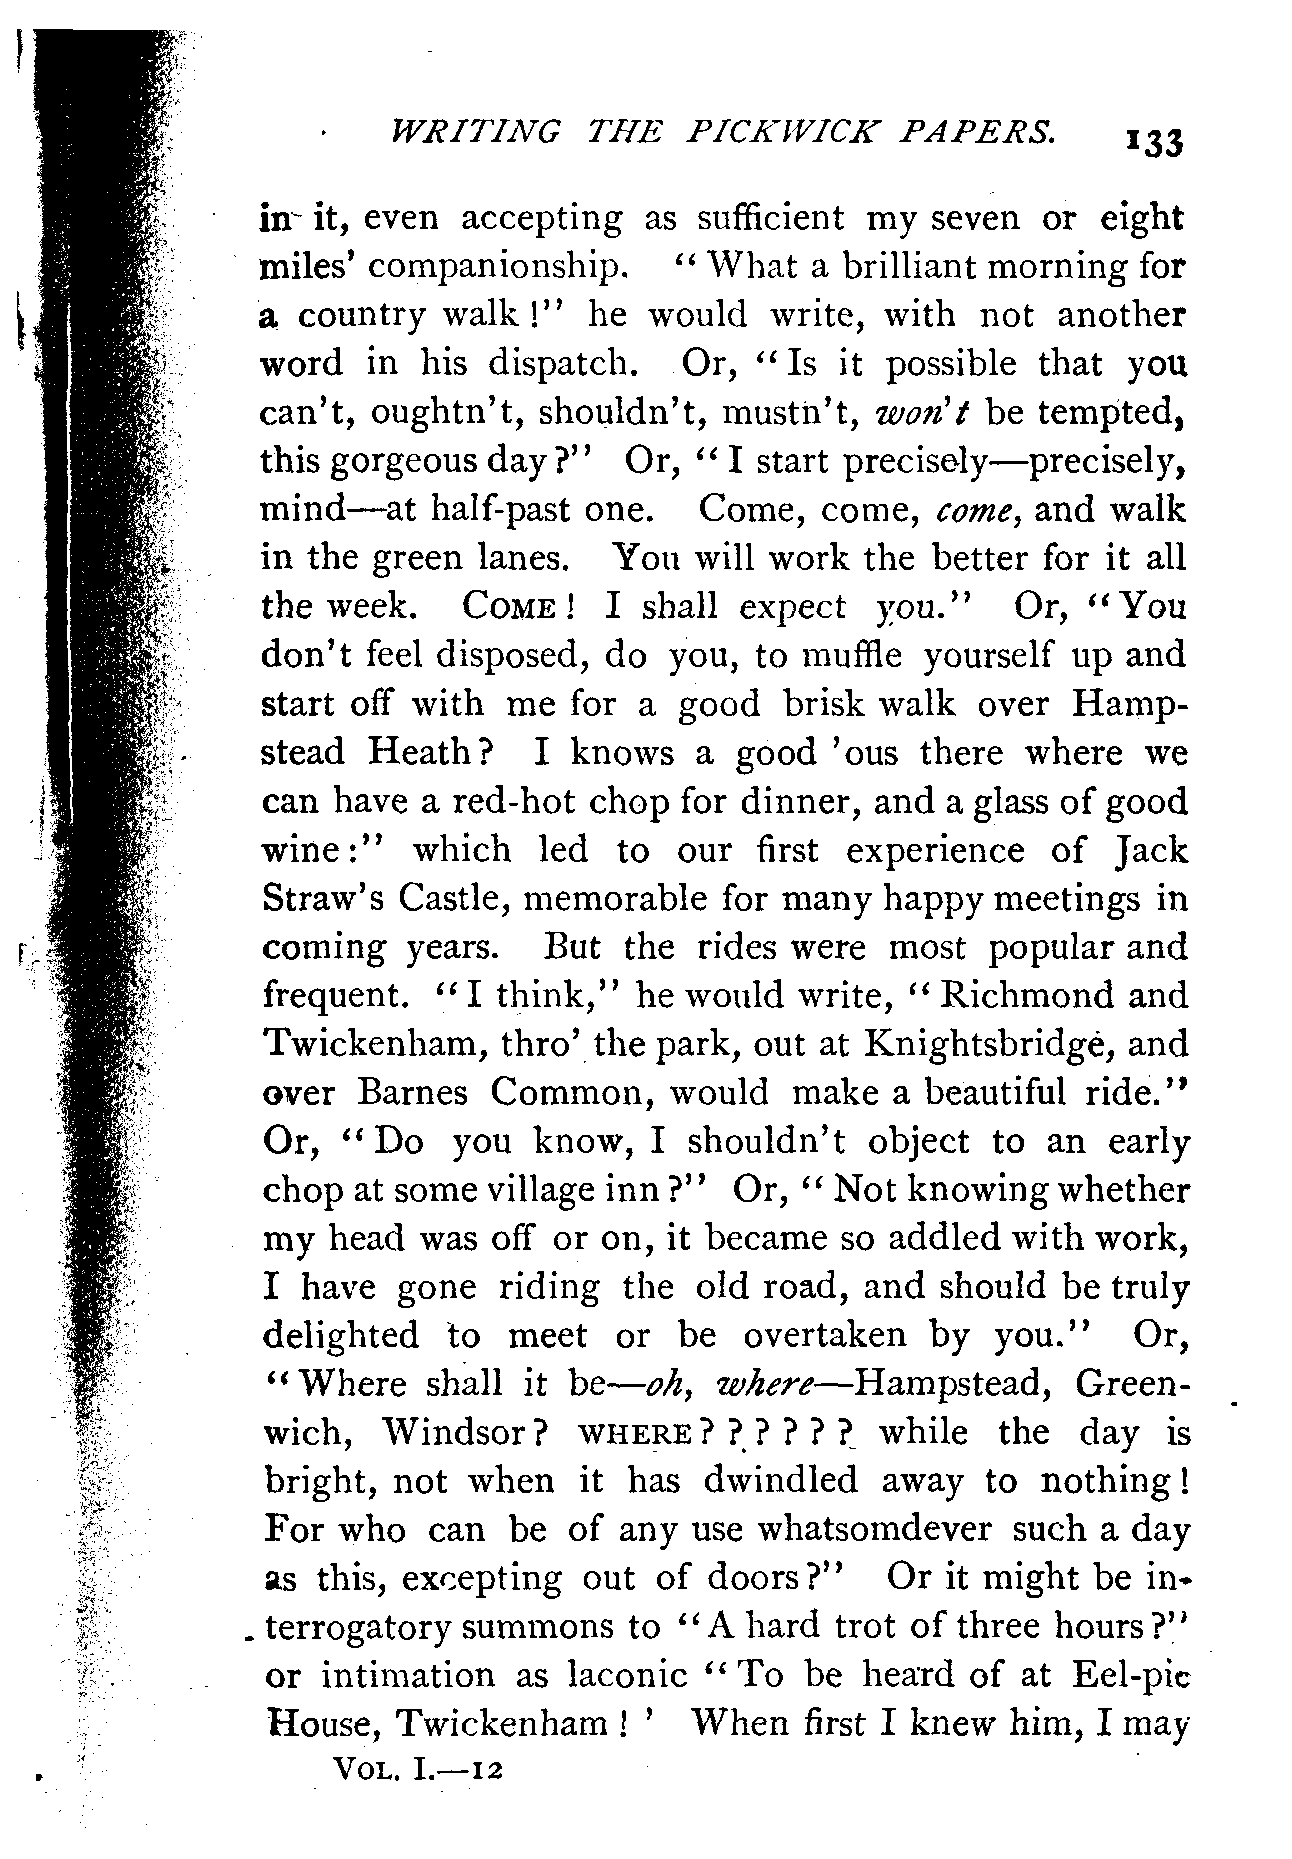 WRITING THE PICKWICK PAPERS. 133
in it, even accepting as sufficient my seven or eight
miles' companionship. “What a brilliant morning for
a country walk!” he would write, with not another
word in his dispatch. Or, “Is it possible that you
can't, oughtn't, shouldn't, mustn't, won't be tempted,
this gorgeous day?” Or, “I start precisely—precisely,
mind—at half-past one. Come, come, come, and walk
in the green lanes. You will work the better for it all
the week. COME! I shall expect you.” Or, “You
don't feel disposed, do you, to muffle yourself up and
start off with me for a good brisk walk over Hamp-
stead Heath? I knows a good 'ous there where we
can have a red-hot chop for dinner, and a glass of good
wine:” which led to our first experience of Jack
Straw's Castle, memorable for many happy meetings in
coming years. But the rides were most popular and
frequent. “I think,” he would write, “Richmond and
Twickenham, thro' the park, out at Knightsbridge, and
over Barnes Common, would make a beautiful ride.”
Or, “Do you know, I shouldn't object to an early
chop at some village inn?” Or, “Not knowing whether
my head was off or on, it became so addled with work,
I have gone riding the old road, and should be truly
delighted to meet or be overtaken by you.” Or,
“Where shall it be—oh, where—Hampstead, Green-
wich, Windsor? WHERE? ? ? ? ? ? while the day is
bright, not when it has dwindled away to nothing!
For who can be of any use whatsomdever such a day
as this, excepting out of doors?” Or it might be in-
terrogatory summons to “A hard trot of three hours?”
or intimation as laconic “To be heard of at Eel-pie
House, Twickenham! ' When first I knew him, I may
VOL. I.—12